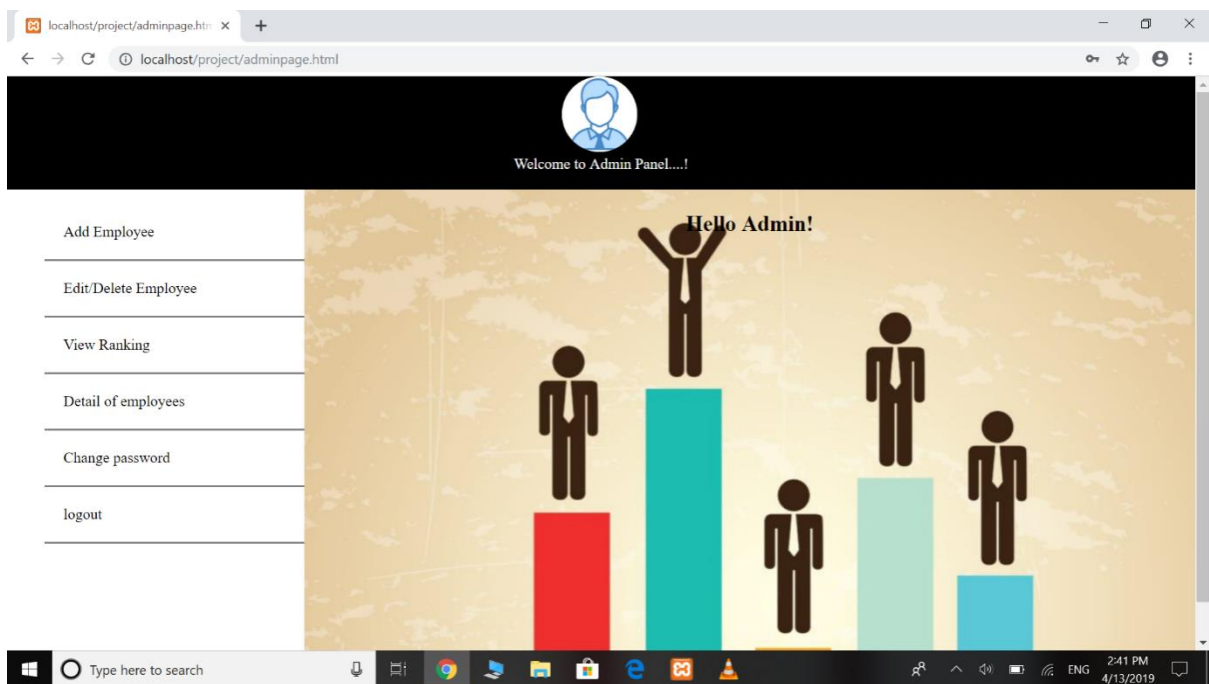 localhost/project/adminpage.htn
localhost/project/adminpage.html
Welcome to Admin Panel....!
Hello Admin!
Add Employee
Edit/Delete Employee
View Ranking
Detail of employees
Change password
logout
Type here to search
ENG
2:41 PM
4/13/2019